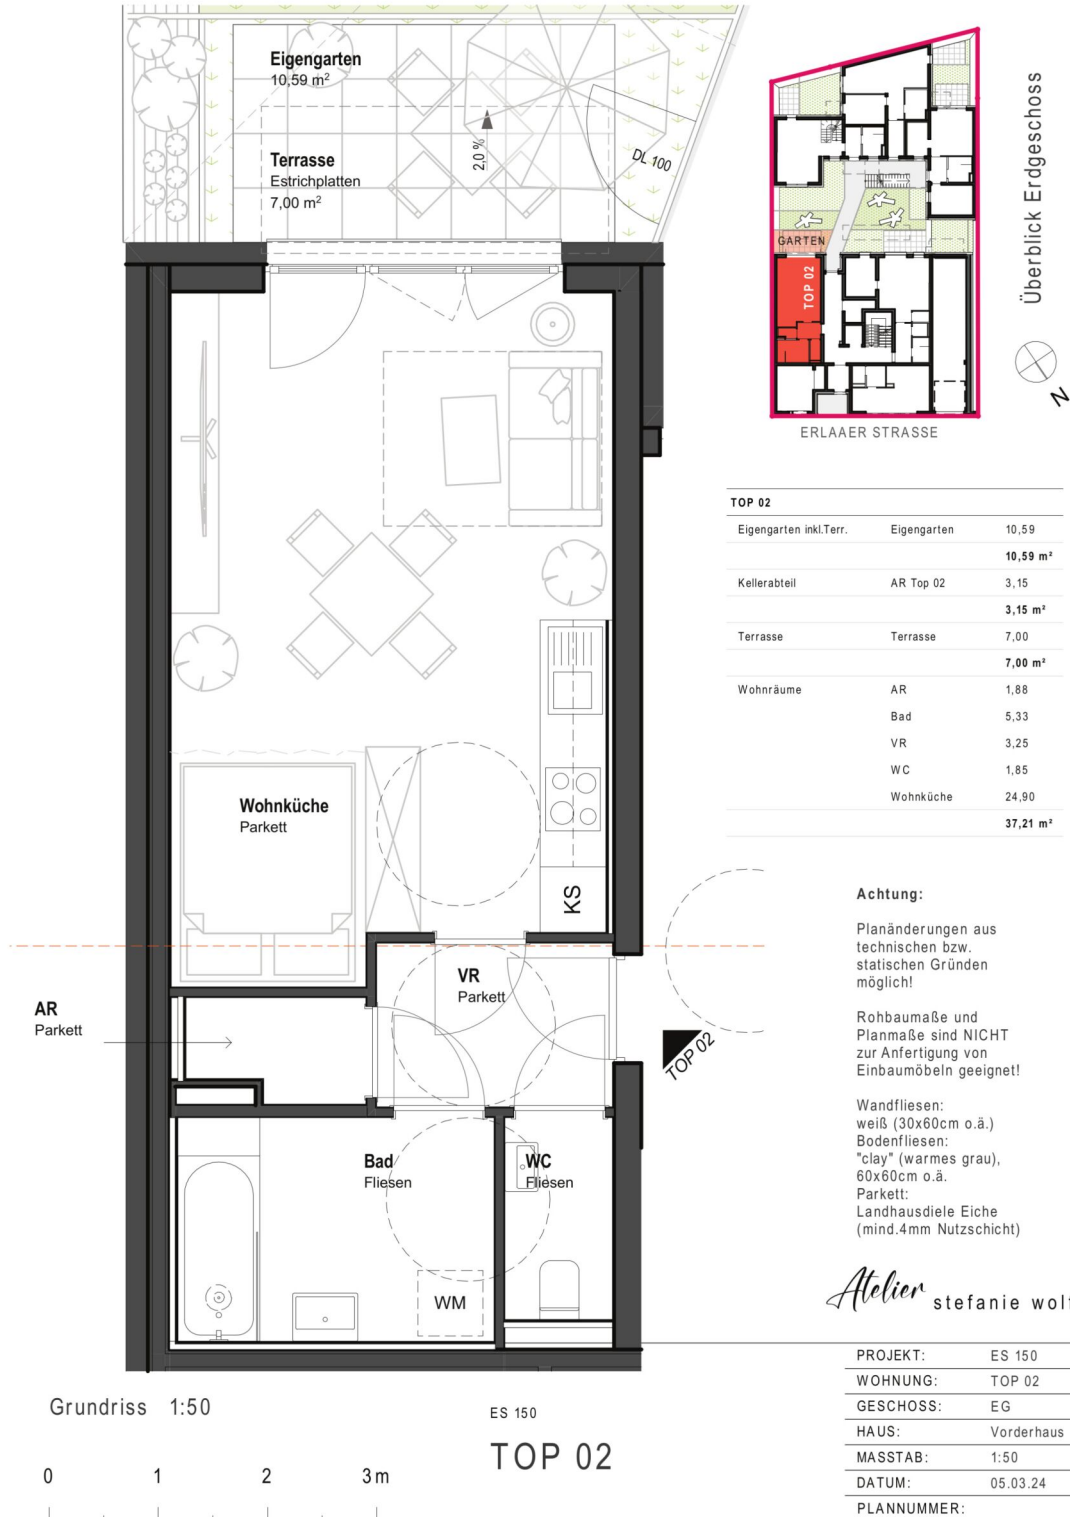 Eigengarten
10,59 m²
Terrasse
Estrichplatten
7,00 m²
2,0 %
DL 100
GARTEN
TOP 02
ERLAAER STRASSE
Überblick Erdgeschoss
N
TOP 02
Eigengarten inkl.Terr. Eigengarten 10,59
10,59 m²
Kellerabteil AR Top 02 3,15
3,15 m²
Terrasse Terrasse 7,00
7,00 m²
Wohnräume AR 1,88
Bad 5,33
VR 3,25
WC 1,85
Wohnküche 24,90
37,21 m²
Wohnküche
Parkett
KS
VR
Parkett
AR
Parkett
TOP 02
Bad
Fliesen
WC
Fliesen
WM
Achtung:
Planänderungen aus
technischen bzw.
statischen Gründen
möglich!
Rohbaumaße und
Planmaße sind NICHT
zur Anfertigung von
Einbaumöbeln geeignet!
Wandfliesen:
weiß (30x60cm o.ä.)
Bodenfliesen:
"clay" (warmes grau),
60x60cm o.ä.
Parkett:
Landhausdiele Eiche
(mind.4mm Nutzschicht)
Atelier stefanie wolf
PROJEKT: ES 150
WOHNUNG: TOP 02
GESCHOSS: EG
HAUS: Vorderhaus
MASSTAB: 1:50
DATUM: 05.03.24
PLANNUMMER:
Grundriss 1:50
ES 150
TOP 02
0 1 2 3 m